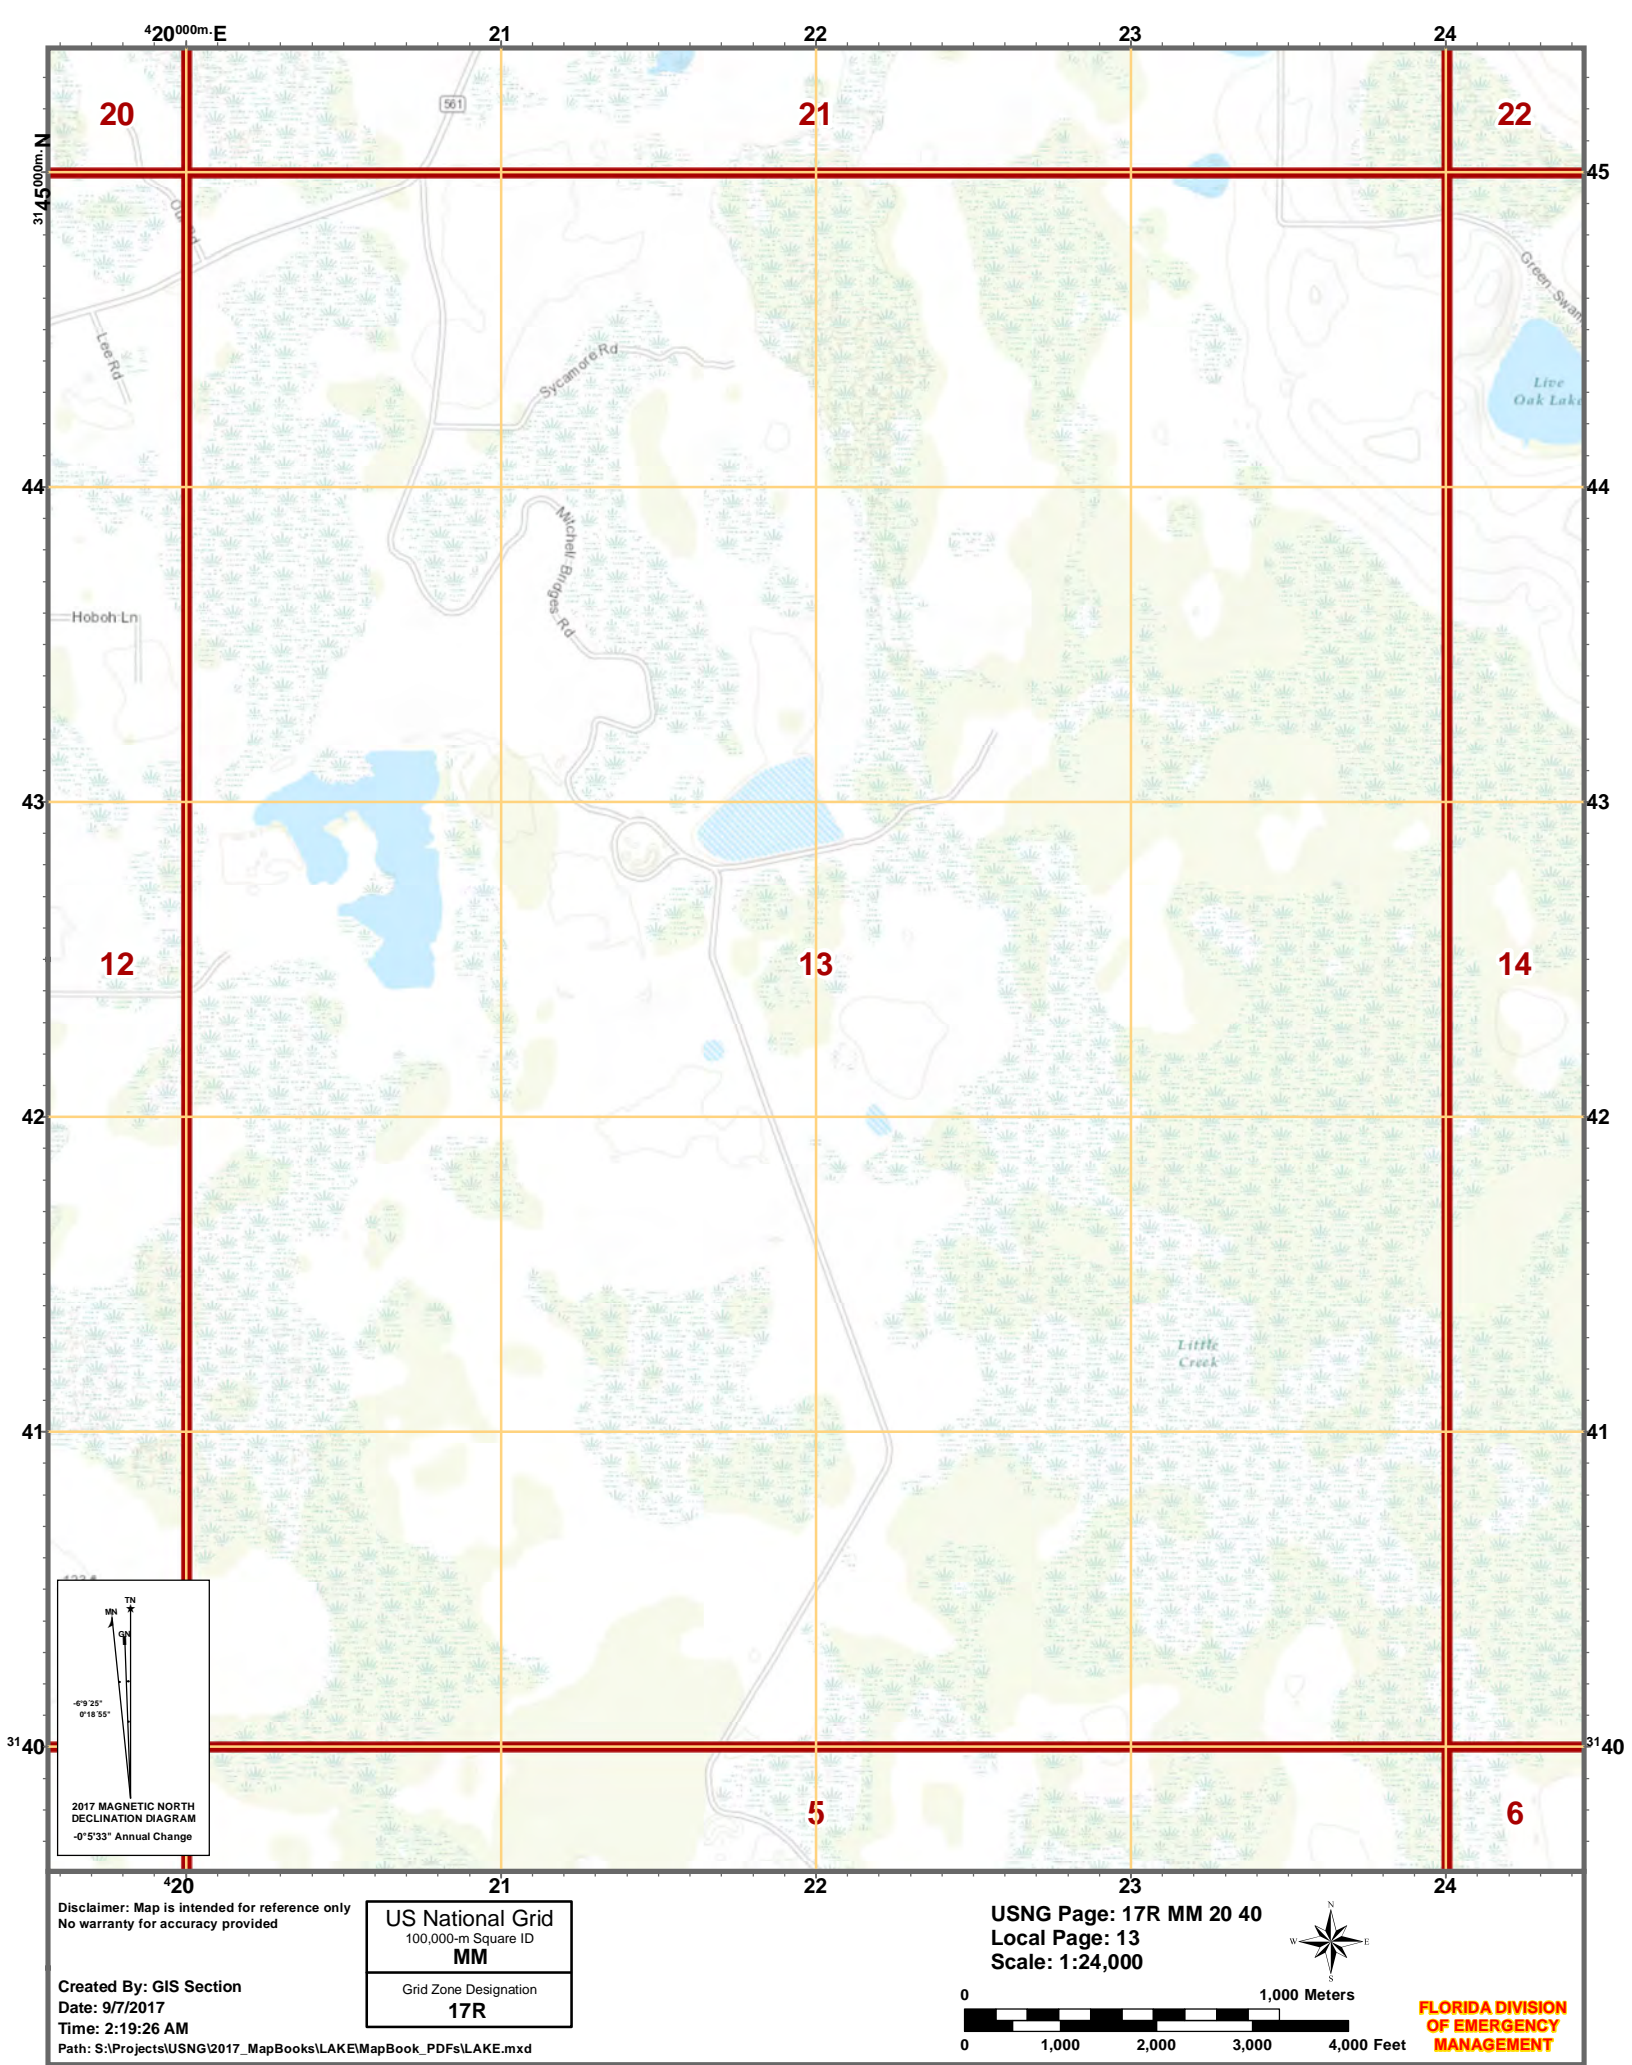 420000m.E 21 22 23 24
20 21 22
561
3145000m.N 45
Green Swam
Lee Rd
Sycamore Rd
Live
Oak Lake
44 44
Mitchell Bridges Rd
Hoboh Ln
43 43
12 13 14
42 42
Little
Creek
41 41
TN
MN
GN
-6°9'25"
0°18'55"
3140 3140
2017 MAGNETIC NORTH
DECLINATION DIAGRAM
-0°5'33" Annual Change
5 6
420 21 22 23 24
Disclaimer: Map is intended for reference only
No warranty for accuracy provided
Created By: GIS Section
Date: 9/7/2017
Time: 2:19:26 AM
Path: S:\Projects\USNG\2017_MapBooks\LAKE\MapBook_PDFs\LAKE.mxd
US National Grid
100,000-m Square ID
MM
Grid Zone Designation
17R
USNG Page: 17R MM 20 40
Local Page: 13
Scale: 1:24,000
N
W E
S
0 1,000 Meters
0 1,000 2,000 3,000 4,000 Feet
FLORIDA DIVISION
OF EMERGENCY
MANAGEMENT